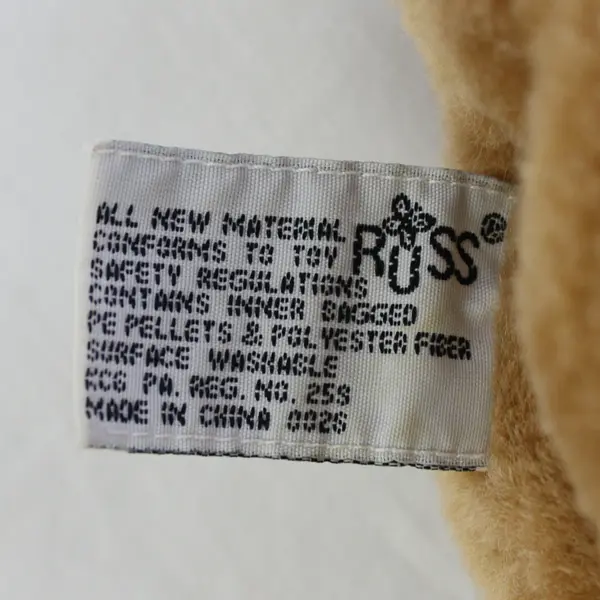 ALL NEW MATERIAL
RUSS®
CONFORMS TO TOY
SAFETY REGULATIONS
CONTAINS INNER BAGGED
PE PELLETS & POLYESTER FIBER
SURFACE WASHABLE
RCG PA. REG. NO. 259
MADE IN CHINA 0026